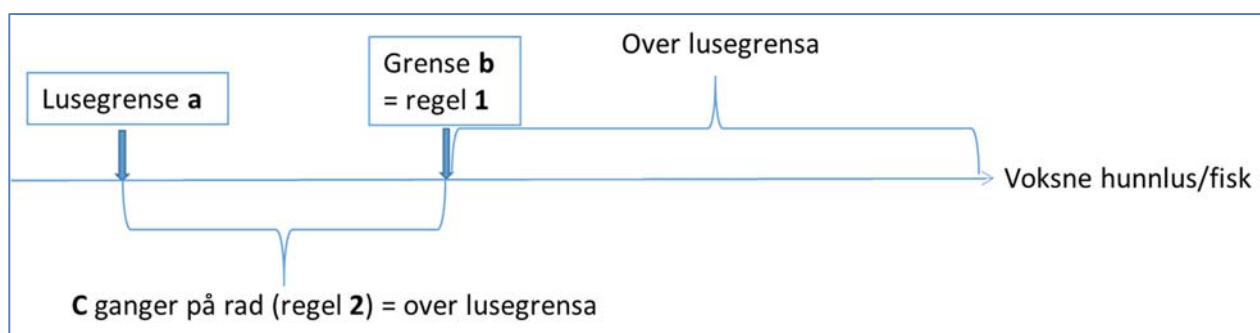 Over lusegrensa
Grense b
= regel 1
Lusegrense a
Voksne hunnlus/fisk
C ganger på rad (regel 2) = over lusegrensa